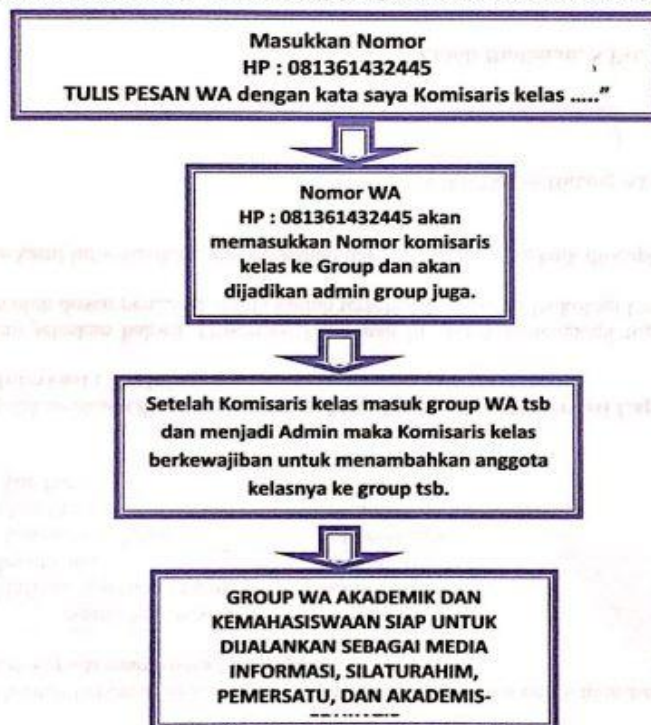 Masukkan Nomor
HP : 081361432445
TULIS PESAN WA dengan kata saya Komisaris kelas ....."
Nomor WA
HP : 081361432445 akan
memasukkan Nomor komisaris
kelas ke Group dan akan
dijadikan admin group juga.
Setelah Komisaris kelas masuk group WA tsb
dan menjadi Admin maka Komisaris kelas
berkewajiban untuk menambahkan anggota
kelasnya ke group tsb.
GROUP WA AKADEMIK DAN
KEMAHASISWAAN SIAP UNTUK
DIJALANKAN SEBAGAI MEDIA
INFORMASI, SILATURAHIM,
PEMERSATU, DAN AKADEMIS-